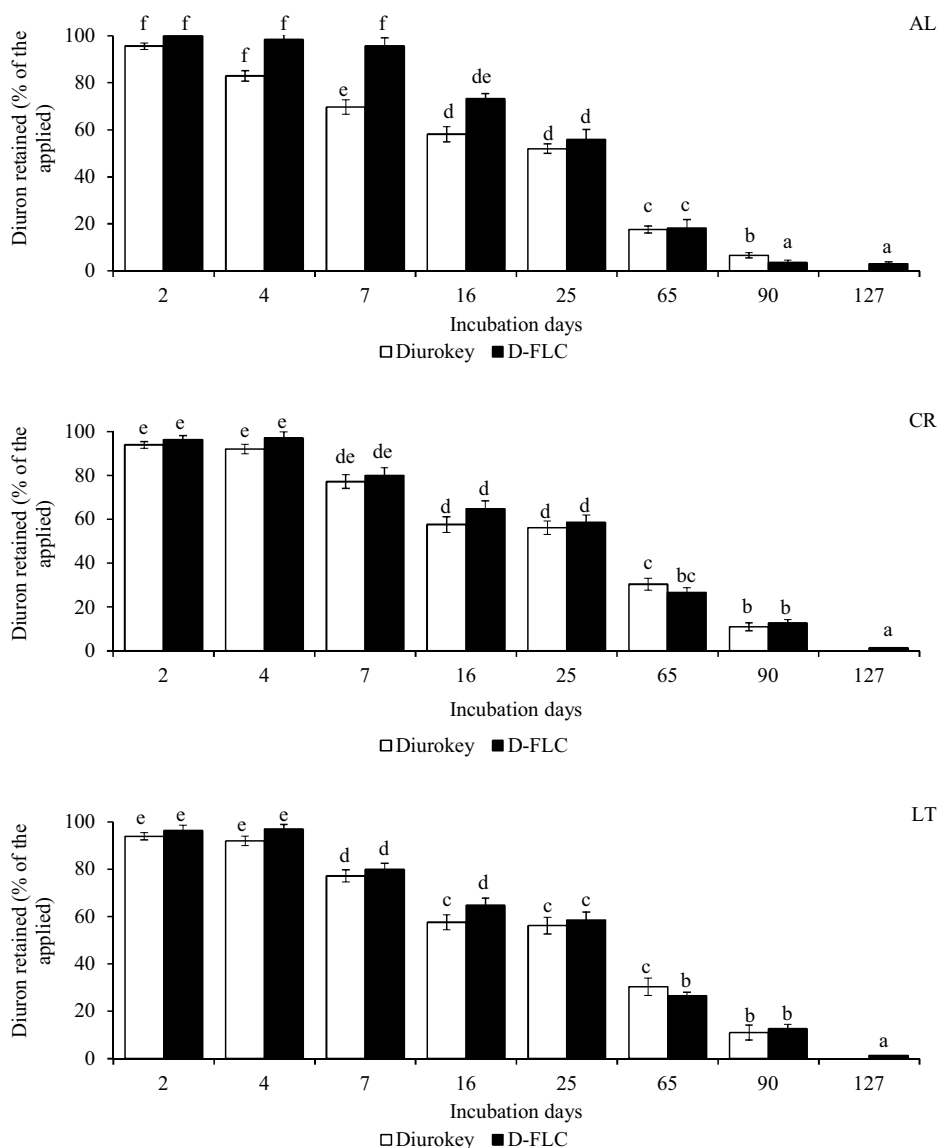 AL
f f f f e f d de d d c c b a a
Diuron retained (% of the
applied)
100
80
60
40
20
0
2 4 7 16 25 65 90 127
Incubation days
Diurokey D-FLC
CR
e e e e de de d d d d c bc b b a
Diuron retained (% of the
applied)
100
80
60
40
20
0
2 4 7 16 25 65 90 127
Incubation days
Diurokey D-FLC
LT
e e e e d d c d c c c b b b a
Diuron retained (% of the
applied)
100
80
60
40
20
0
2 4 7 16 25 65 90 127
Incubation days
Diurokey D-FLC